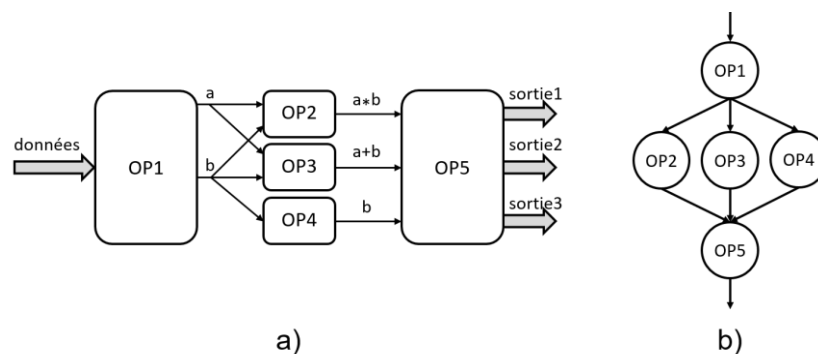 données
OP1
a
b
OP2
OP3
OP4
a*b
a+b
b
OP5
sortie1
sortie2
sortie3
a)
OP1
OP2
OP3
OP4
OP5
b)